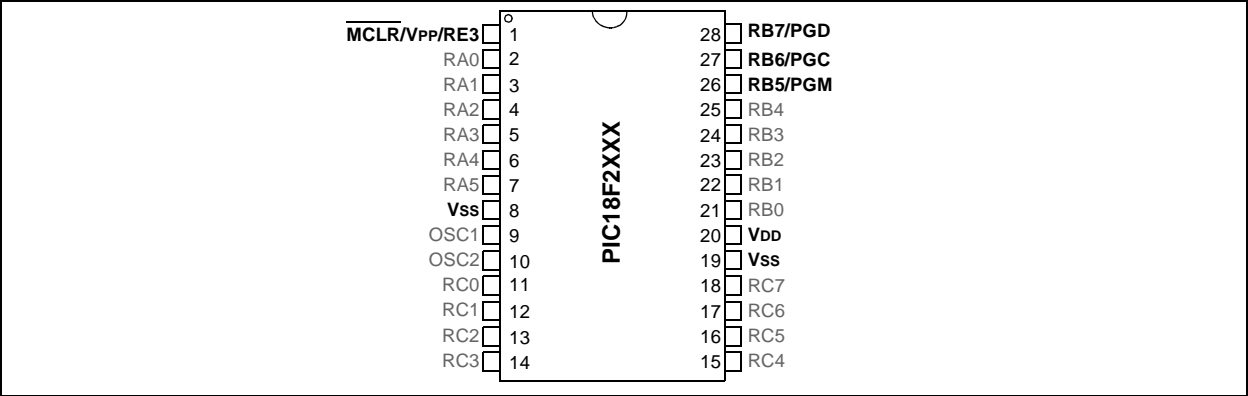 MCLR/VPP/RE3 1 28 RB7/PGD
RA0 2 27 RB6/PGC
RA1 3 26 RB5/PGM
RA2 4 25 RB4
RA3 5 24 RB3
RA4 6 23 RB2
RA5 7 22 RB1
VSS 8 21 RB0
OSC1 9 20 VDD
OSC2 10 19 VSS
RC0 11 18 RC7
RC1 12 17 RC6
RC2 13 16 RC5
RC3 14 15 RC4
PIC18F2XXX